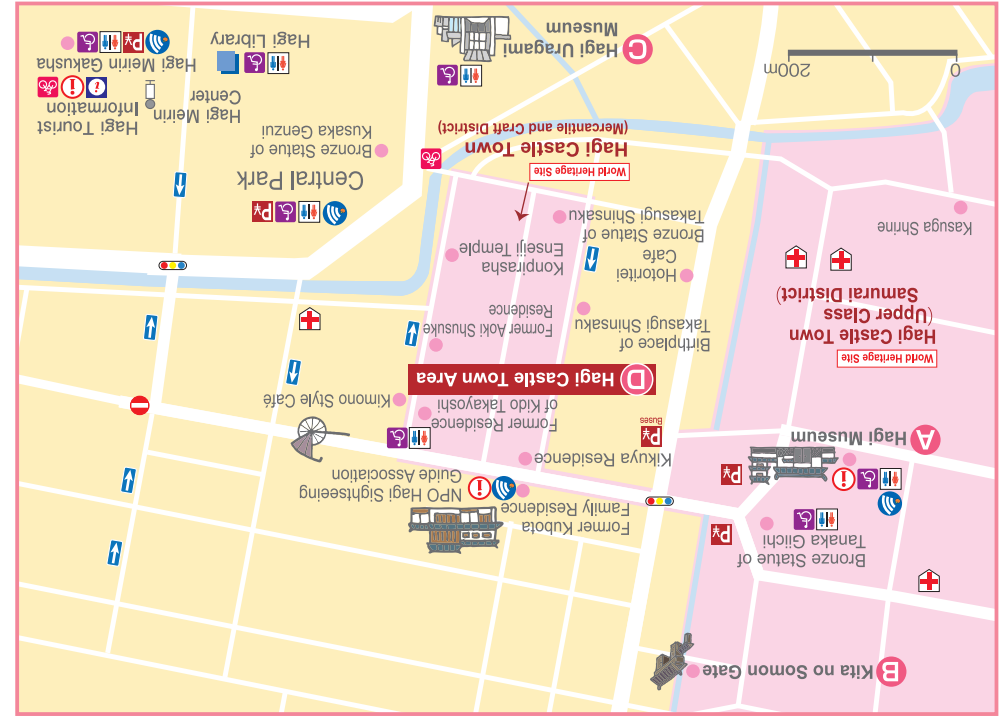 B Kita no Somon Gate
Bronze Statue of
Tanaka Giichi
Former Kubota
Family Residence
NPO Hagi Sightseeing
Guide Association
A Hagi Museum
Kikuya Residence
Buses
Former Residence
of Kido Takayoshi
Kimono Style Café
D Hagi Castle Town Area
World Heritage Site
Hagi Castle Town
(Upper Class
Samurai District)
Birthplace of
Takasugi Shinsaku
Former Aoki Shusuke
Residence
Hotoritei
Cafe
Konpirasha
Enseiji Temple
Bronze Statue of
Takasugi Shinsaku
Kasuga Shrine
World Heritage Site
Hagi Castle Town
(Mercantile and Craft District)
Central Park
Bronze Statue of
Kusaka Genzui
Hagi Meirin
Center
Hagi Tourist
Information
0
200m
C Hagi Uragami
Museum
Hagi Library
Hagi Meirin Gakusha